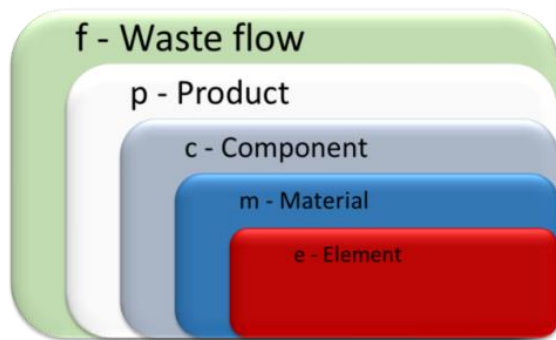 f - Waste flow
p - Product
c - Component
m - Material
e - Element